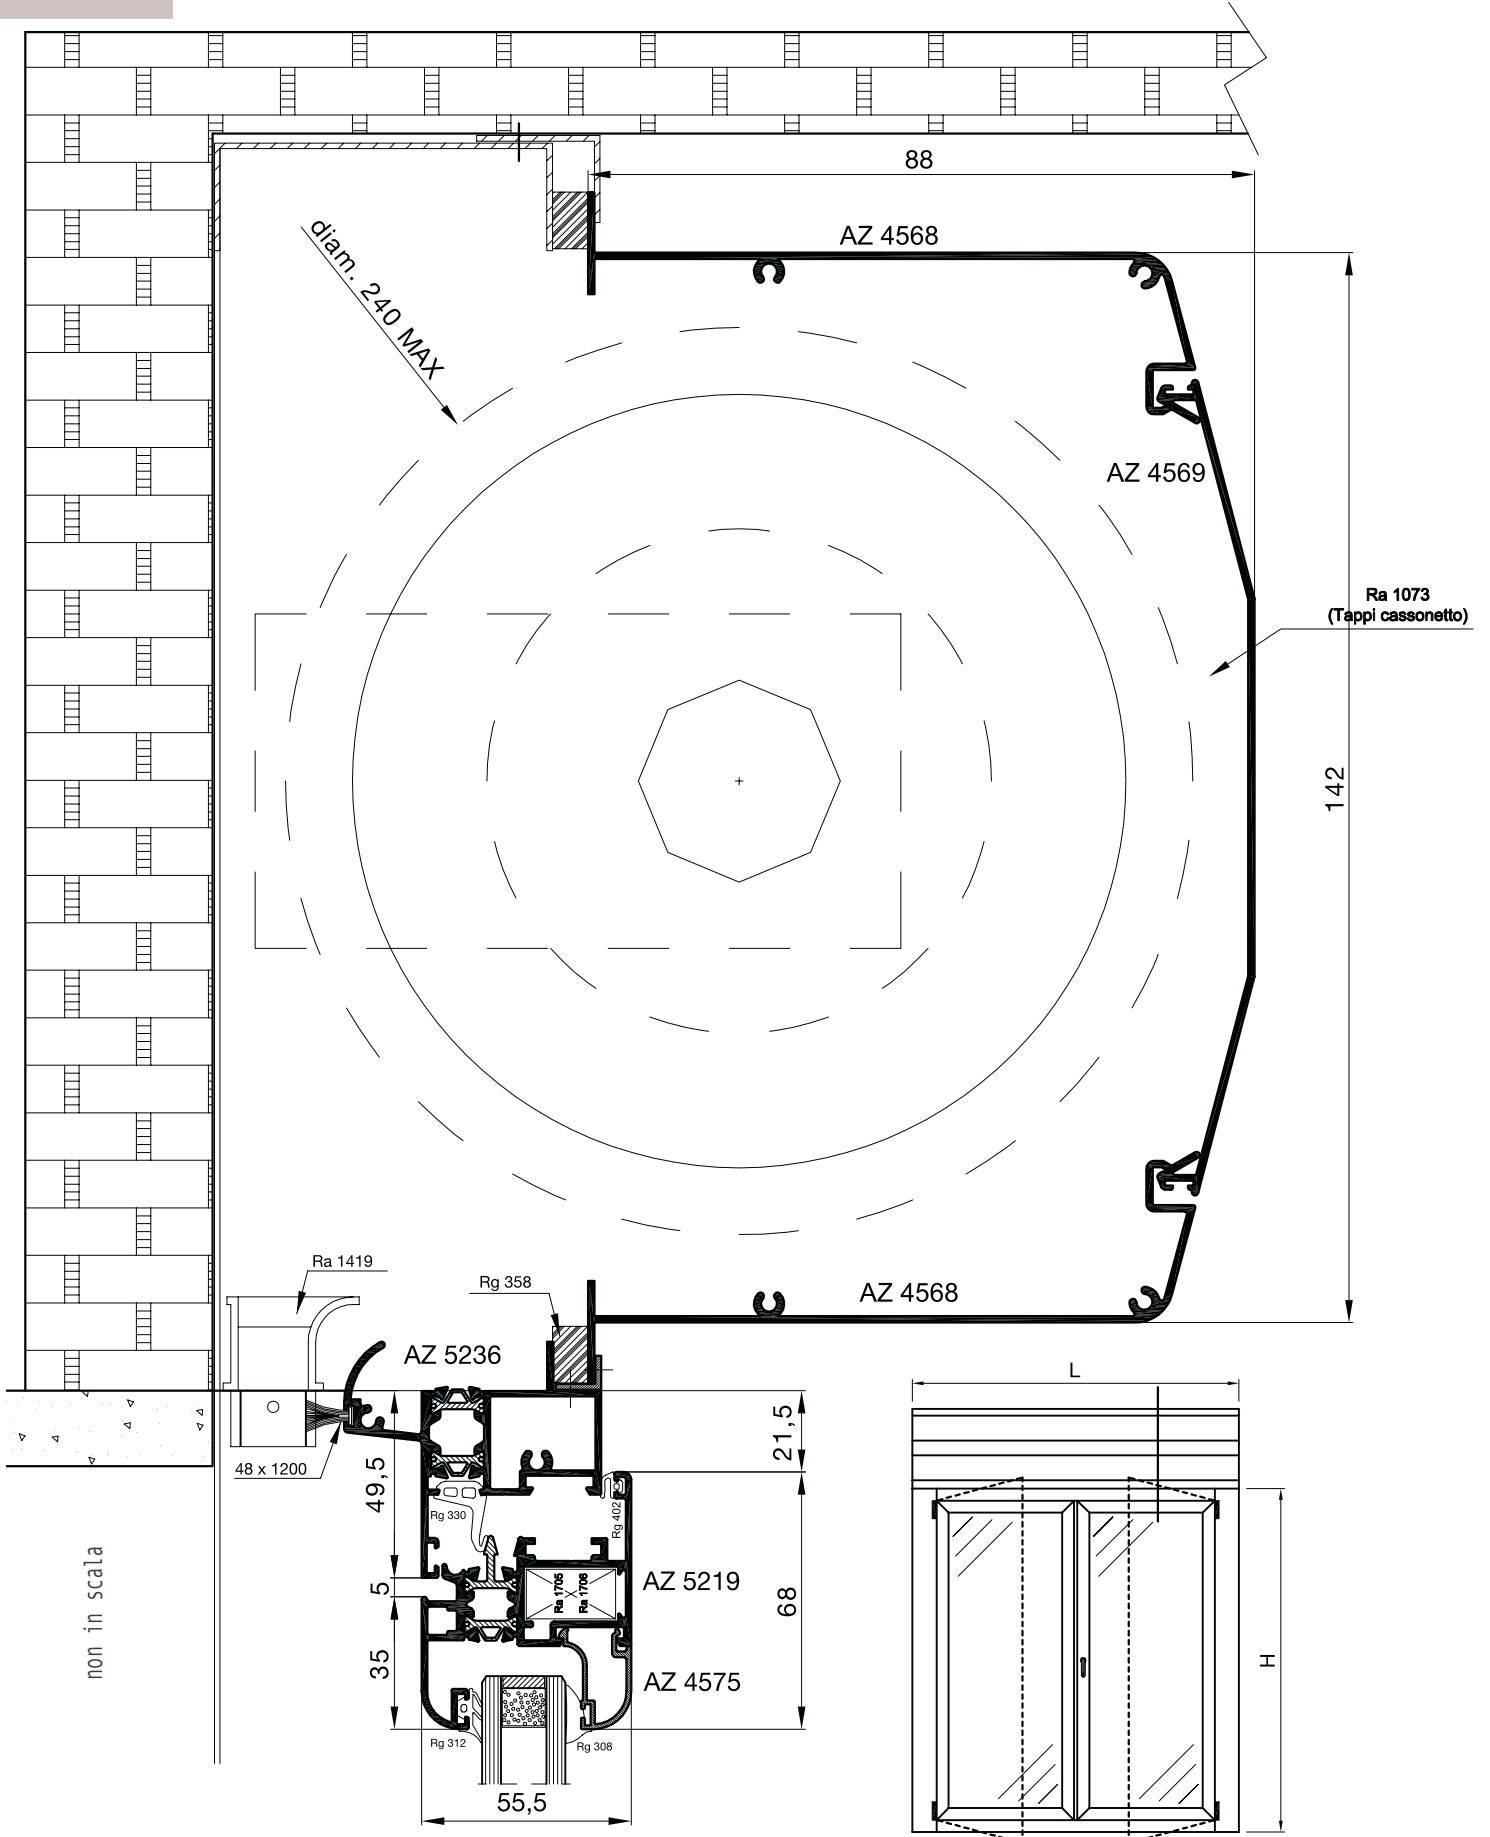 88
AZ 4568
diam. 240 MAX
AZ 4569
Ra 1073
(Tappi cassonetto)
142
Ra 1419
Rg 358
AZ 4568
AZ 5236
L
21,5
48 x 1200
49,5
Rg 330
Rg 402
non in scala
5
Ra 1705
Ra 1706
AZ 5219
68
35
AZ 4575
H
Rg 312
Rg 308
55,5